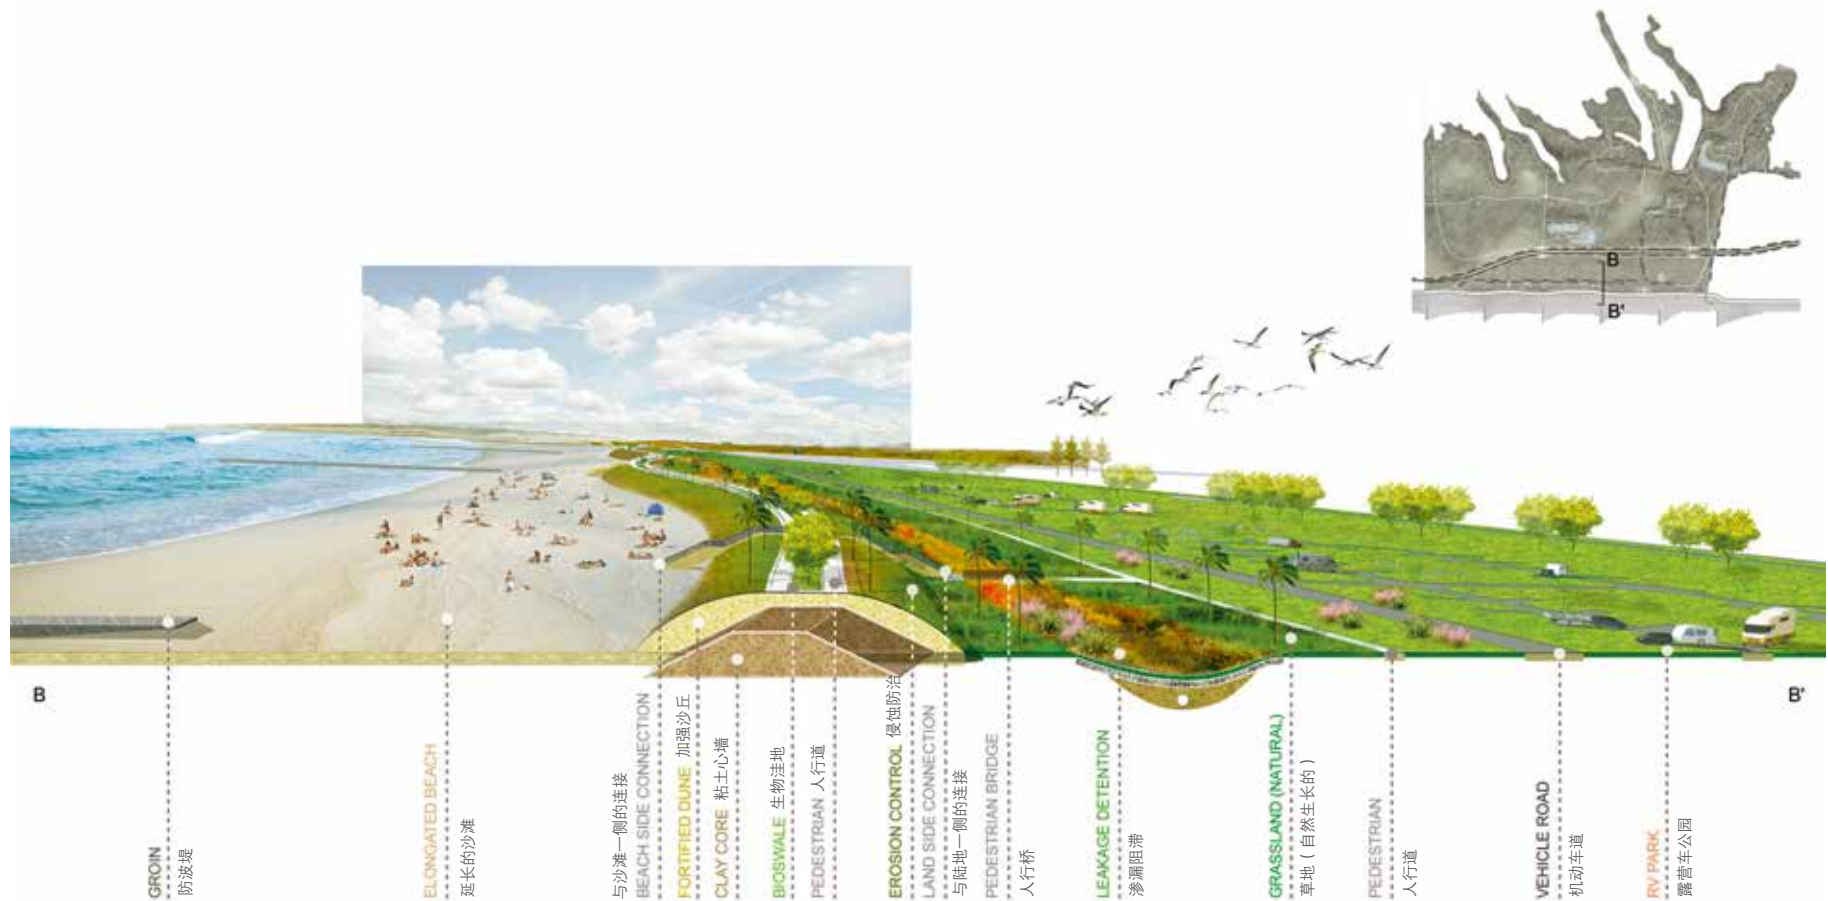 B
B'
B
B'
GROIN
防波堤
ELONGATED BEACH
延长的沙滩
与沙滩一侧的连接
BEACH SIDE CONNECTION
FORTIFIED DUNE 加强沙丘
CLAY CORE 粘土心墙
BIOSWALE 生物洼地
PEDESTRIAN 人行道
EROSION CONTROL 侵蚀防治
LAND SIDE CONNECTION
与陆地一侧的连接
PEDESTRIAN BRIDGE
人行桥
LEAKAGE DETENTION
渗漏阻滞
GRASSLAND (NATURAL)
草地（自然生长的）
PEDESTRIAN
人行道
VEHICLE ROAD
机动车道
RV PARK
露营车公园